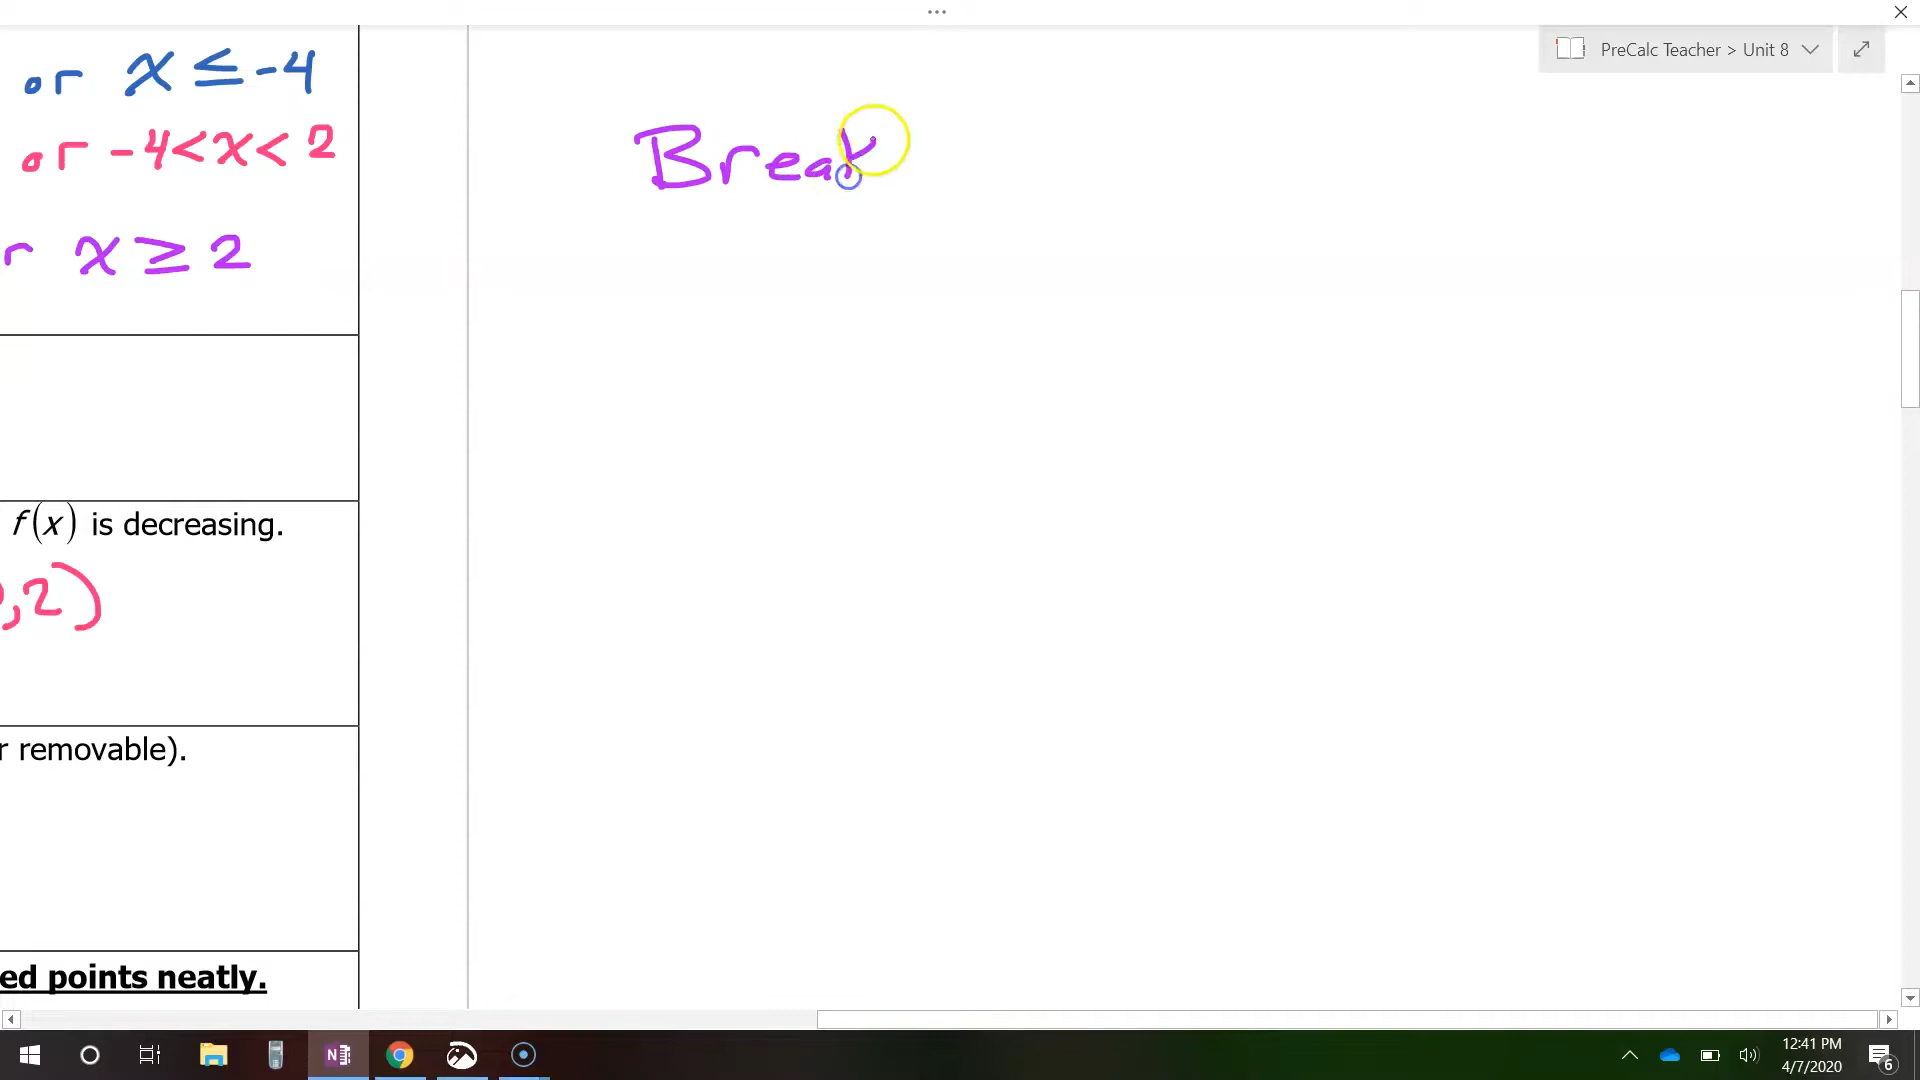 PreCalc Teacher > Unit 8
or x ≤ -4
or -4 < x < 2
r x ≥ 2
Break
f(x) is decreasing.
,2)
r removable).
ed points neatly.
12:41 PM
4/7/2020
6